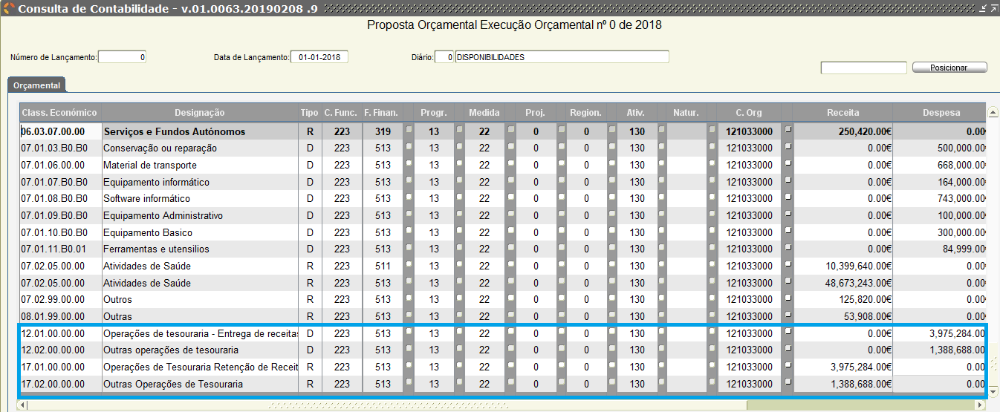 Consulta de Contabilidade - v.01.0063.20190208 .9
Proposta Orçamental Execução Orçamental nº 0 de 2018
Número de Lançamento: 0 Data de Lançamento: 01-01-2018 Diário: 0 DISPONIBILIDADES
Posicionar
Orçamental
Class. Económico Designação Tipo C. Func. F. Finan. Progr. Medida Proj. Region. Ativ. Natur. C. Org Receita Despesa
06.03.07.00.00 Serviços e Fundos Autónomos R 223 319 13 22 0 0 130 121033000 250,420.00€ 0.00
07.01.03.B0.B0 Conservação ou reparação D 223 513 13 22 0 0 130 121033000 0.00€ 500,000.00
07.01.06.00.00 Material de transporte D 223 513 13 22 0 0 130 121033000 0.00€ 668,000.00
07.01.07.B0.B0 Equipamento informático D 223 513 13 22 0 0 130 121033000 0.00€ 164,000.00
07.01.08.B0.B0 Software informático D 223 513 13 22 0 0 130 121033000 0.00€ 743,000.00
07.01.09.B0.B0 Equipamento Administrativo D 223 513 13 22 0 0 130 121033000 0.00€ 100,000.00
07.01.10.B0.B0 Equipamento Basico D 223 513 13 22 0 0 130 121033000 0.00€ 300,000.00
07.01.11.B0.01 Ferramentas e utensilios D 223 513 13 22 0 0 130 121033000 0.00€ 84,999.00
07.02.05.00.00 Atividades de Saúde R 223 511 13 22 0 0 130 121033000 10,399,640.00€ 0.00
07.02.05.00.00 Atividades de Saúde R 223 513 13 22 0 0 130 121033000 48,673,243.00€ 0.00
07.02.99.00.00 Outros R 223 513 13 22 0 0 130 121033000 125,820.00€ 0.00
08.01.99.00.00 Outras R 223 513 13 22 0 0 130 121033000 53,908.00€ 0.00
12.01.00.00.00 Operações de tesouraria - Entrega de receitas D 223 513 13 22 0 0 130 121033000 0.00€ 3,975,284.00
12.02.00.00.00 Outras operações de tesouraria D 223 513 13 22 0 0 130 121033000 0.00€ 1,388,688.00
17.01.00.00.00 Operações de Tesouraria Retenção de Receit R 223 513 13 22 0 0 130 121033000 3,975,284.00€ 0.00
17.02.00.00.00 Outras Operações de Tesouraria R 223 513 13 22 0 0 130 121033000 1,388,688.00€ 0.00